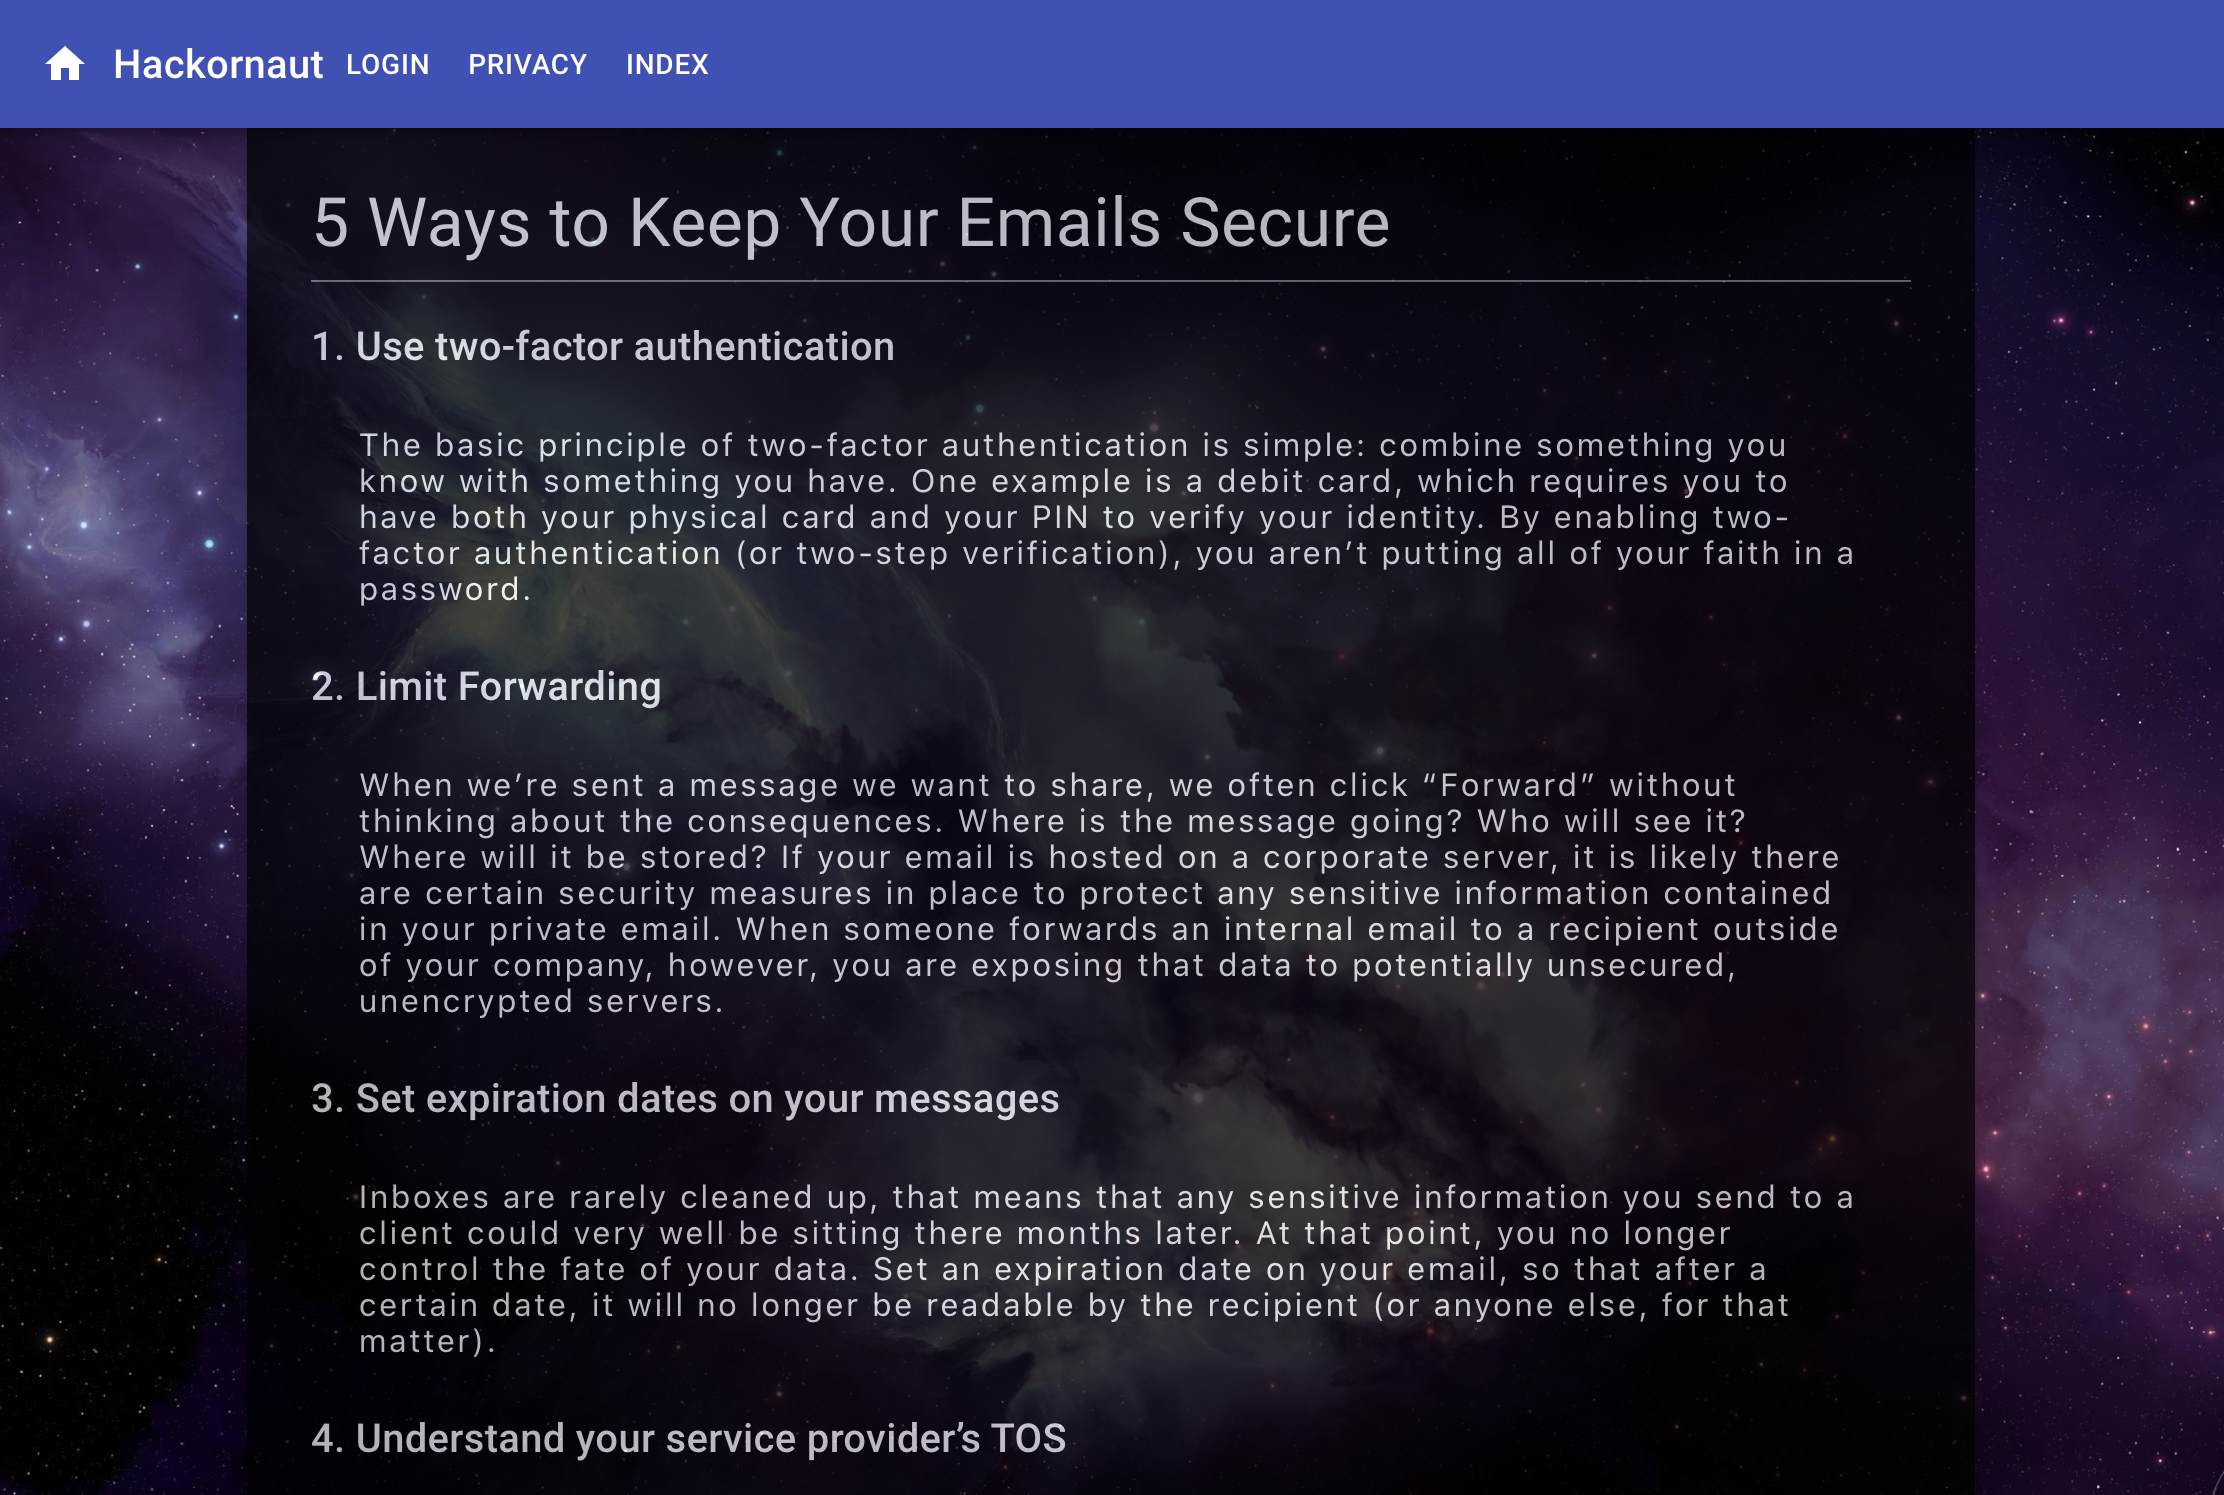 Hackornaut LOGIN PRIVACY INDEX
5 Ways to Keep Your Emails Secure
1. Use two-factor authentication
The basic principle of two-factor authentication is simple: combine something you
know with something you have. One example is a debit card, which requires you to
have both your physical card and your PIN to verify your identity. By enabling two-
factor authentication (or two-step verification), you aren’t putting all of your faith in a
password.
2. Limit Forwarding
When we’re sent a message we want to share, we often click “Forward” without
thinking about the consequences. Where is the message going? Who will see it?
Where will it be stored? If your email is hosted on a corporate server, it is likely there
are certain security measures in place to protect any sensitive information contained
in your private email. When someone forwards an internal email to a recipient outside
of your company, however, you are exposing that data to potentially unsecured,
unencrypted servers.
3. Set expiration dates on your messages
Inboxes are rarely cleaned up, that means that any sensitive information you send to a
client could very well be sitting there months later. At that point, you no longer
control the fate of your data. Set an expiration date on your email, so that after a
certain date, it will no longer be readable by the recipient (or anyone else, for that
matter).
4. Understand your service provider’s TOS